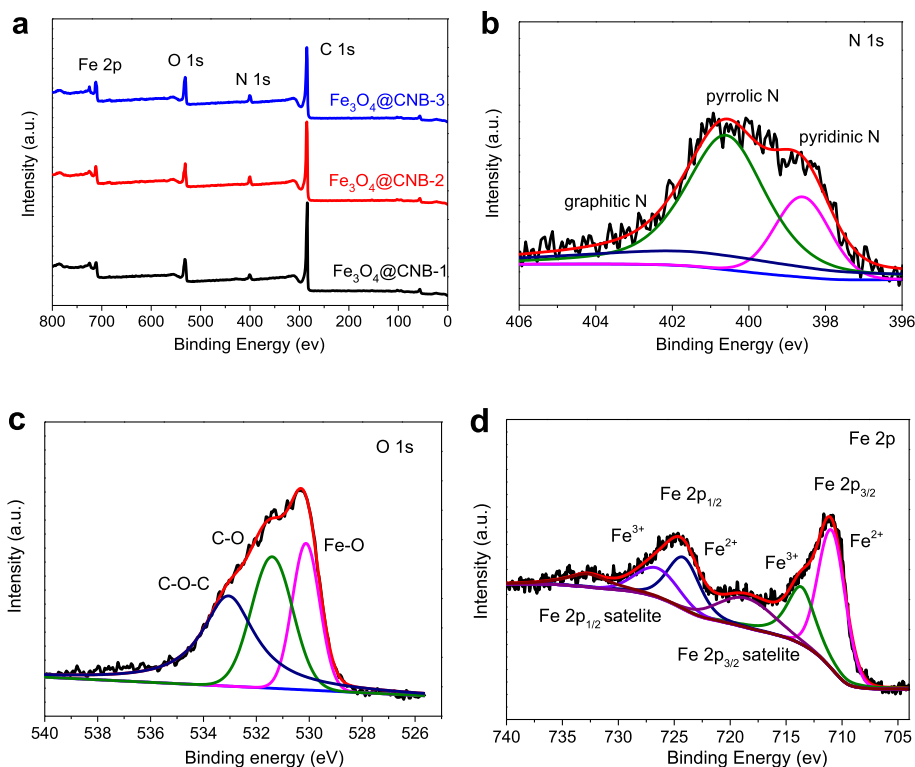 a
Fe 2p
O 1s
N 1s
C 1s
Fe3O4@CNB-3
Fe3O4@CNB-2
Fe3O4@CNB-1
Intensity (a.u.)
800 700 600 500 400 300 200 100 0
Binding Energy (ev)
b
N 1s
pyrrolic N
pyridinic N
graphitic N
Intensity (a.u.)
406 404 402 400 398 396
Binding Energy (ev)
c
O 1s
C-O
Fe-O
C-O-C
Intensity (a.u.)
540 538 536 534 532 530 528 526
Binding energy (eV)
d
Fe 2p
Fe 2p3/2
Fe 2p1/2
Fe3+
Fe2+
Fe3+
Fe2+
Fe 2p1/2 satelite
Fe 2p3/2 satelite
Intensity (a.u.)
740 735 730 725 720 715 710 705
Binding Energy (ev)